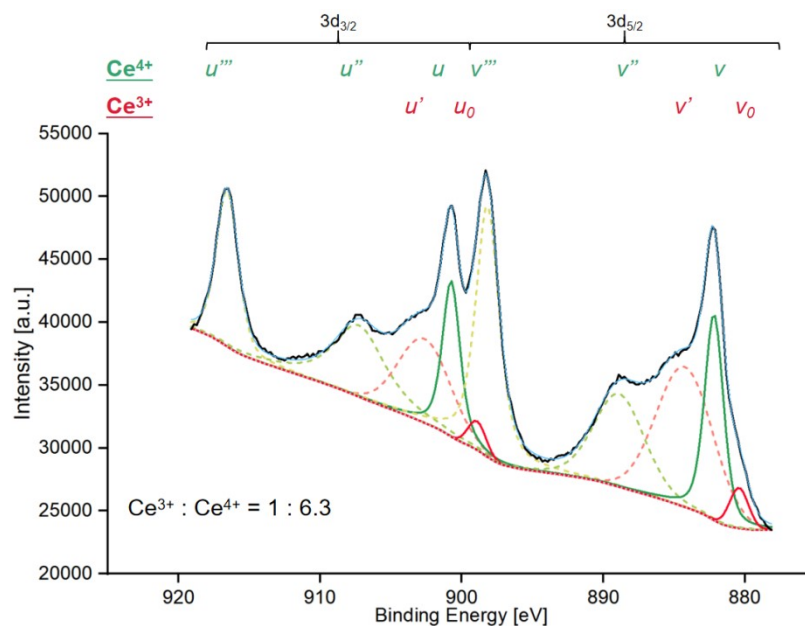 3d3/2 3d5/2
Ce4+ u''' u'' u v''' v'' v
Ce3+ u' u0 v' v0
55000
50000
45000
40000
35000
30000
25000
20000
Intensity [a.u.]
Ce3+ : Ce4+ = 1 : 6.3
920 910 900 890 880
Binding Energy [eV]